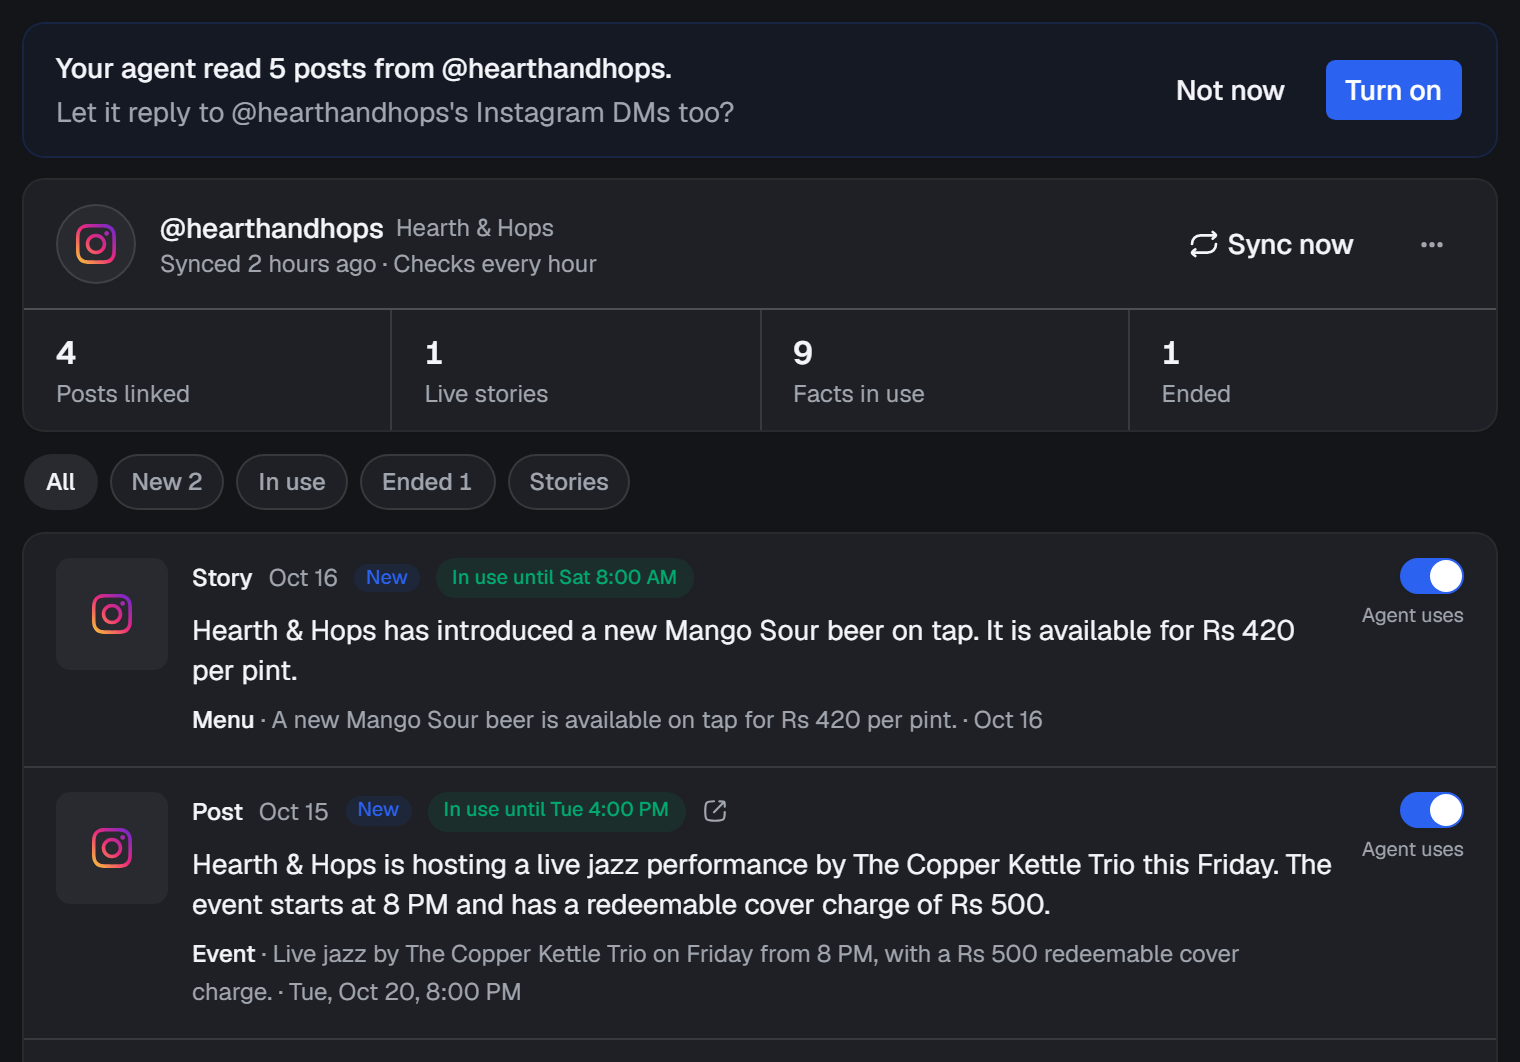 Your agent read 5 posts from @hearthandhops.
Let it reply to @hearthandhops's Instagram DMs too?
Not now
Turn on
@hearthandhops Hearth & Hops
Synced 2 hours ago · Checks every hour
Sync now
4
Posts linked
1
Live stories
9
Facts in use
1
Ended
All
New 2
In use
Ended 1
Stories
Story Oct 16 New In use until Sat 8:00 AM
Agent uses
Hearth & Hops has introduced a new Mango Sour beer on tap. It is available for Rs 420
per pint.
Menu · A new Mango Sour beer is available on tap for Rs 420 per pint. · Oct 16
Post Oct 15 New In use until Tue 4:00 PM
Agent uses
Hearth & Hops is hosting a live jazz performance by The Copper Kettle Trio this Friday. The
event starts at 8 PM and has a redeemable cover charge of Rs 500.
Event · Live jazz by The Copper Kettle Trio on Friday from 8 PM, with a Rs 500 redeemable cover
charge. · Tue, Oct 20, 8:00 PM